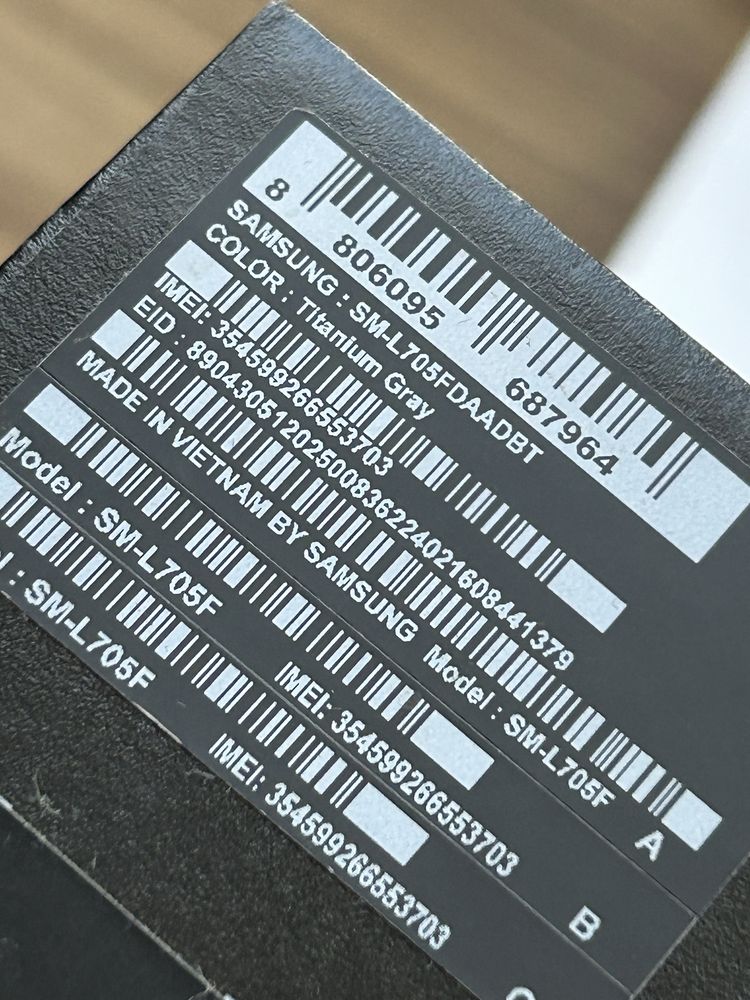 8 806095 687964
SAMSUNG : SM-L705FDAADBT
COLOR : Titanium Gray
IMEI: 354599266553703
EID : 89043051202500836224021608441379
MADE IN VIETNAM BY SAMSUNG Model : SM-L705F A
Model : SM-L705F IMEI: 354599266553703 B
: SM-L705F IMEI: 354599266553703